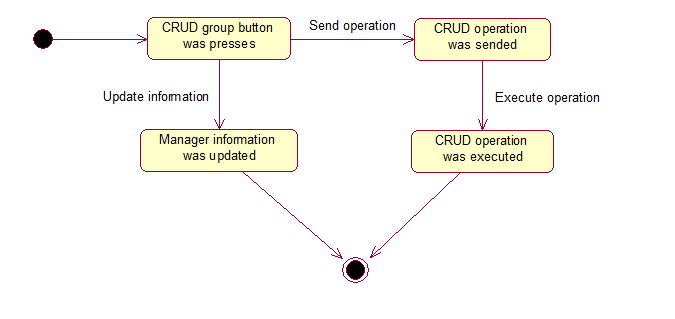 CRUD group button
was presses
Send operation
CRUD operation
was sended
Update information
Execute operation
Manager information
was updated
CRUD operation
was executed